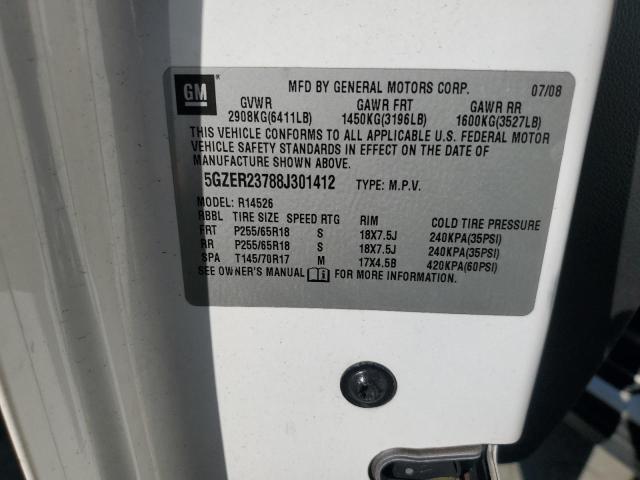 GM
MFD BY GENERAL MOTORS CORP. 07/08
GVWR GAWR FRT GAWR RR
2908KG(6411LB) 1450KG(3196LB) 1600KG(3527LB)
THIS VEHICLE CONFORMS TO ALL APPLICABLE U.S. FEDERAL MOTOR
VEHICLE SAFETY STANDARDS IN EFFECT ON THE DATE OF
MANUFACTURE SHOWN ABOVE.
5GZER23788J301412 TYPE: M.P.V.
MODEL: R14526
RBBL TIRE SIZE SPEED RTG RIM COLD TIRE PRESSURE
FRT P255/65R18 S 18X7.5J 240KPA(35PSI)
RR P255/65R18 S 18X7.5J 240KPA(35PSI)
SPA T145/70R17 M 17X4.5B 420KPA(60PSI)
SEE OWNER'S MANUAL FOR MORE INFORMATION.